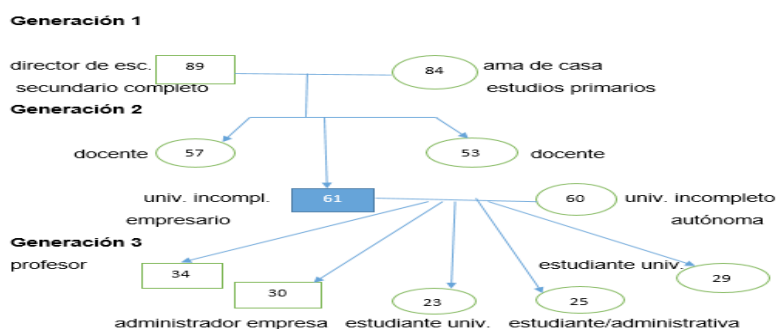 Generación 1
director de esc. 89 84 ama de casa
secundario completo estudios primarios
Generación 2
docente 57 53 docente
univ. incompl. 61 60 univ. incompleto
empresario autónoma
Generación 3
profesor 34 estudiante univ. 29
30 23 25
administrador empresa estudiante univ. estudiante/administrativa